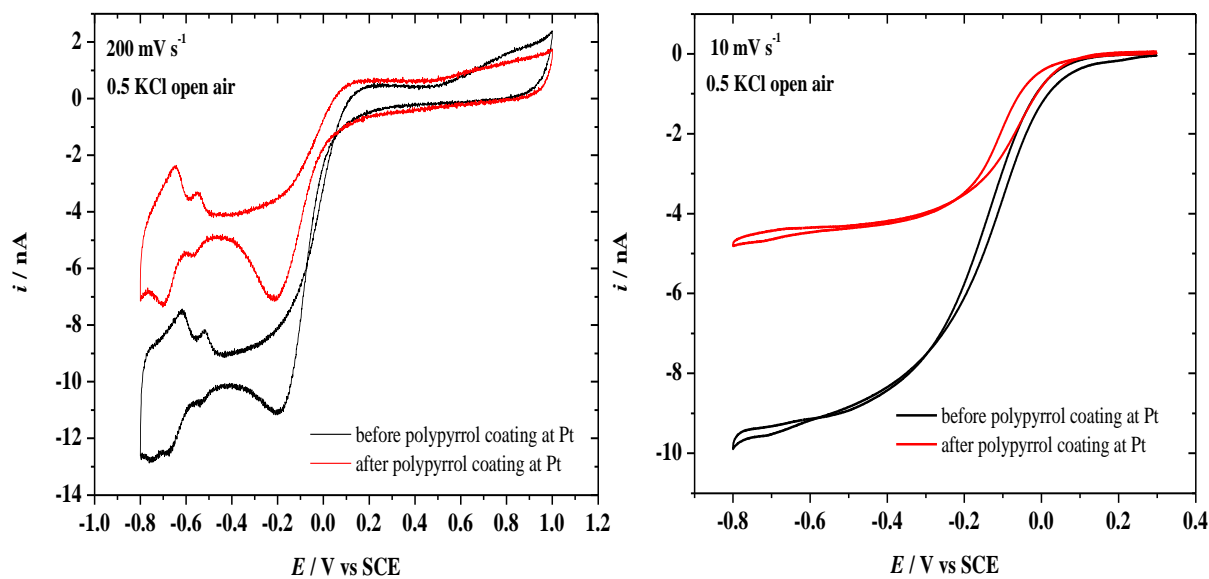 200 mV s⁻¹
0.5 KCl open air
2
0
-2
-4
-6
-8
-10
-12
-14
i / nA
before polypyrrol coating at Pt
after polypyrrol coating at Pt
-1.0 -0.8 -0.6 -0.4 -0.2 0.0 0.2 0.4 0.6 0.8 1.0 1.2
E / V vs SCE
10 mV s⁻¹
0.5 KCl open air
0
-2
-4
-6
-8
-10
i / nA
before polypyrrol coating at Pt
after polypyrrol coating at Pt
-0.8 -0.6 -0.4 -0.2 0.0 0.2 0.4
E / V vs SCE